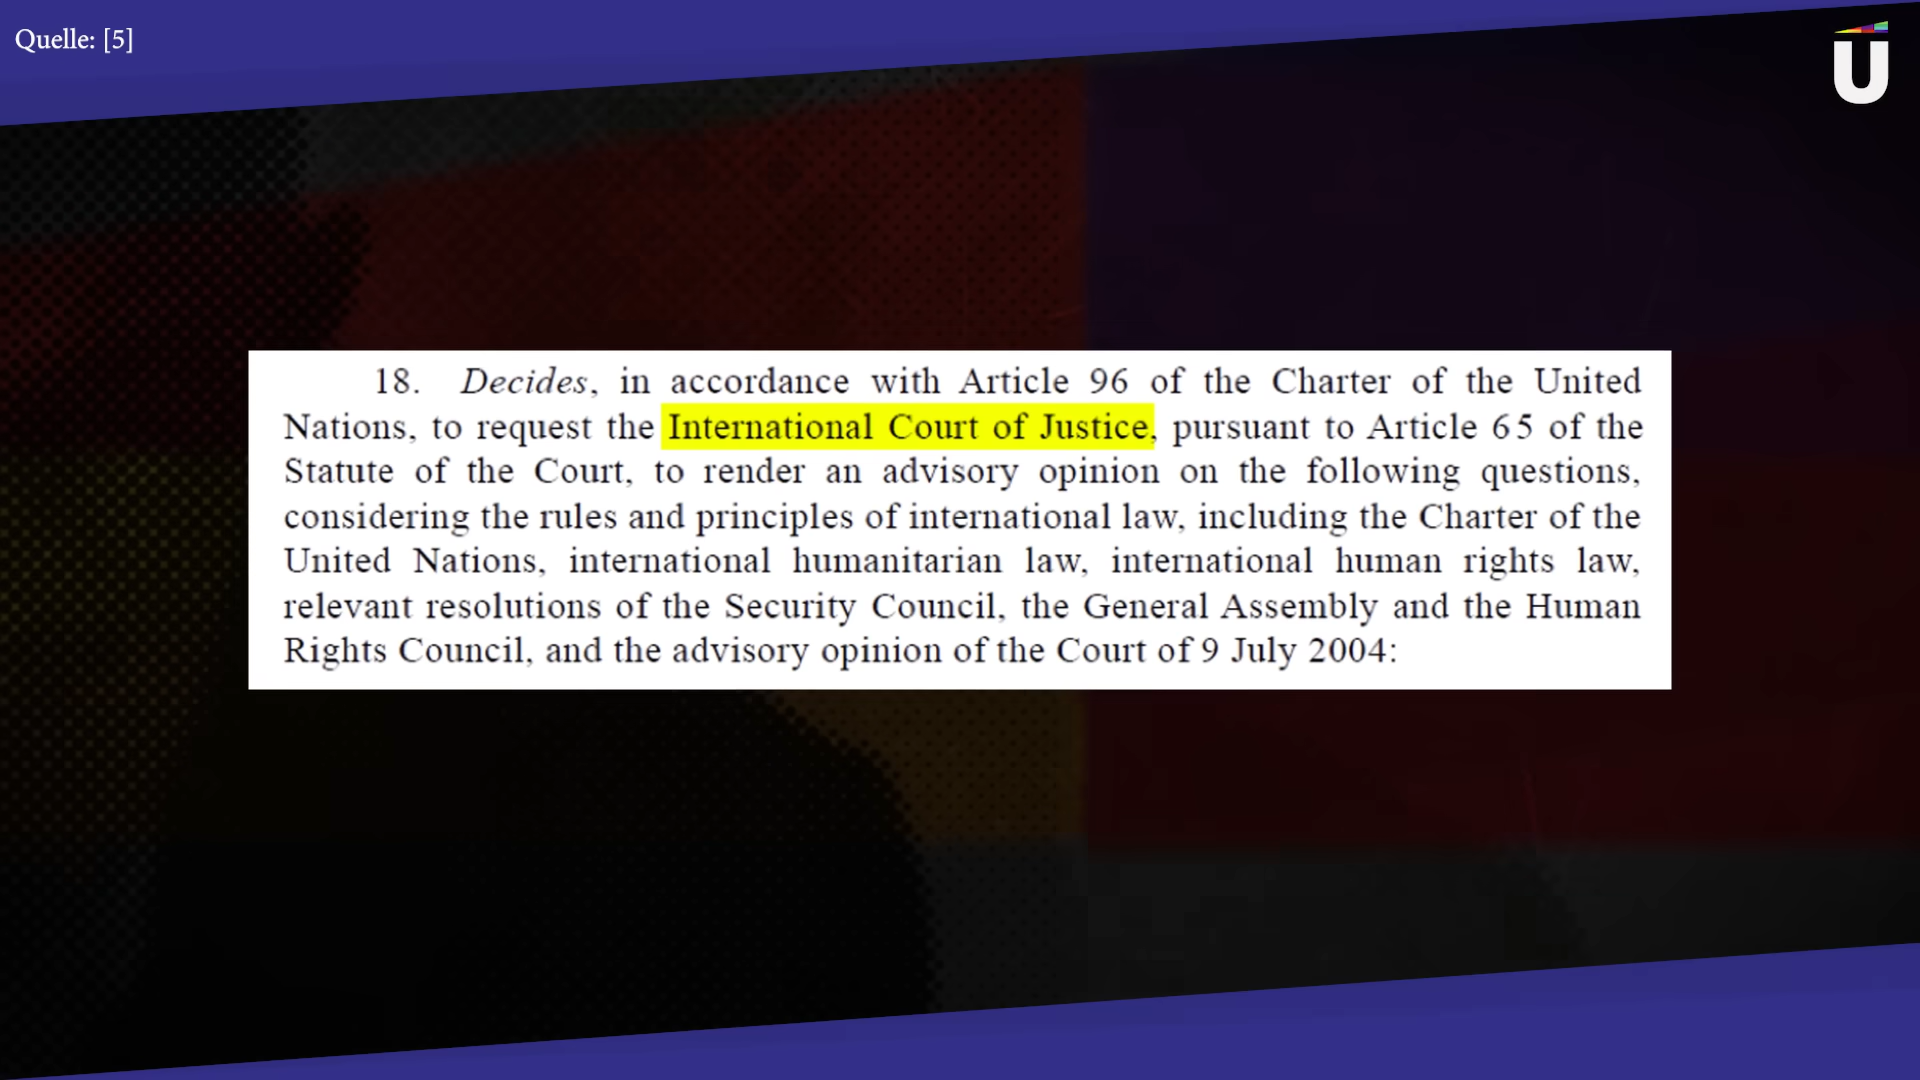 Quelle: [5]
U
18. Decides, in accordance with Article 96 of the Charter of the United
Nations, to request the International Court of Justice, pursuant to Article 65 of the
Statute of the Court, to render an advisory opinion on the following questions,
considering the rules and principles of international law, including the Charter of the
United Nations, international humanitarian law, international human rights law,
relevant resolutions of the Security Council, the General Assembly and the Human
Rights Council, and the advisory opinion of the Court of 9 July 2004: